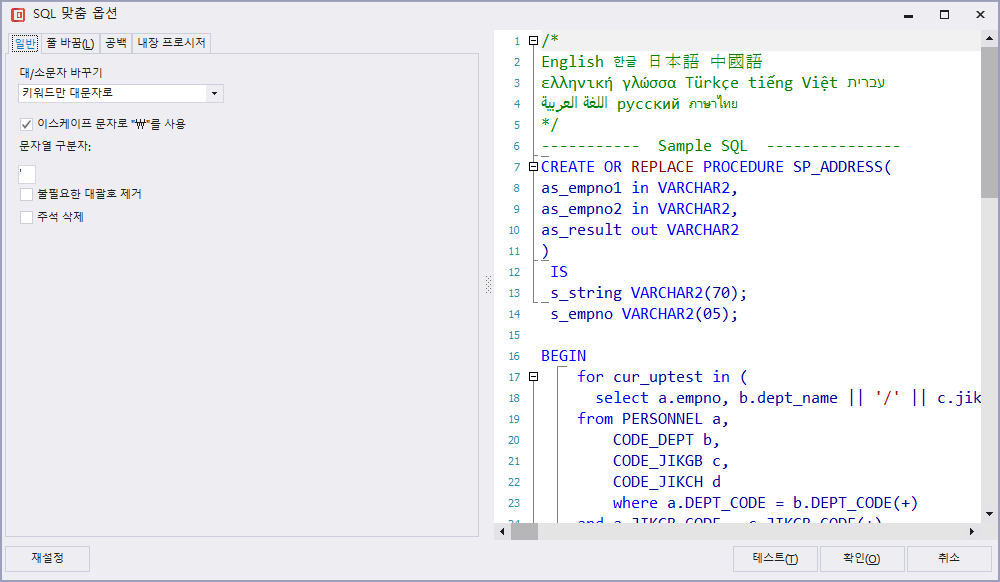 SQL 맞춤 옵션
일반 줄 바꿈(L) 공백 내장 프로시저
대/소문자 바꾸기
키워드만 대문자로
이스케이프 문자로 "₩"를 사용
문자열 구분자:
'
불필요한 대괄호 제거
주석 삭제
1 /*
2 English 한글 日本語 中國語
3 ελληνική γλώσσα Türkçe tiếng Việt עברית
4 اللغة العربية русский ภาษาไทย
5 */
6 ----------- Sample SQL ---------------
7 CREATE OR REPLACE PROCEDURE SP_ADDRESS(
8 as_empno1 in VARCHAR2,
9 as_empno2 in VARCHAR2,
10 as_result out VARCHAR2
11 )
12 IS
13 s_string VARCHAR2(70);
14 s_empno VARCHAR2(05);
15
16 BEGIN
17 for cur_uptest in (
18 select a.empno, b.dept_name || '/' || c.jik
19 from PERSONNEL a,
20 CODE_DEPT b,
21 CODE_JIKGB c,
22 CODE_JIKCH d
23 where a.DEPT_CODE = b.DEPT_CODE(+)
24 and a.JIKGB_CODE = c.JIKGB_CODE(+)
재설정 테스트(T) 확인(O) 취소